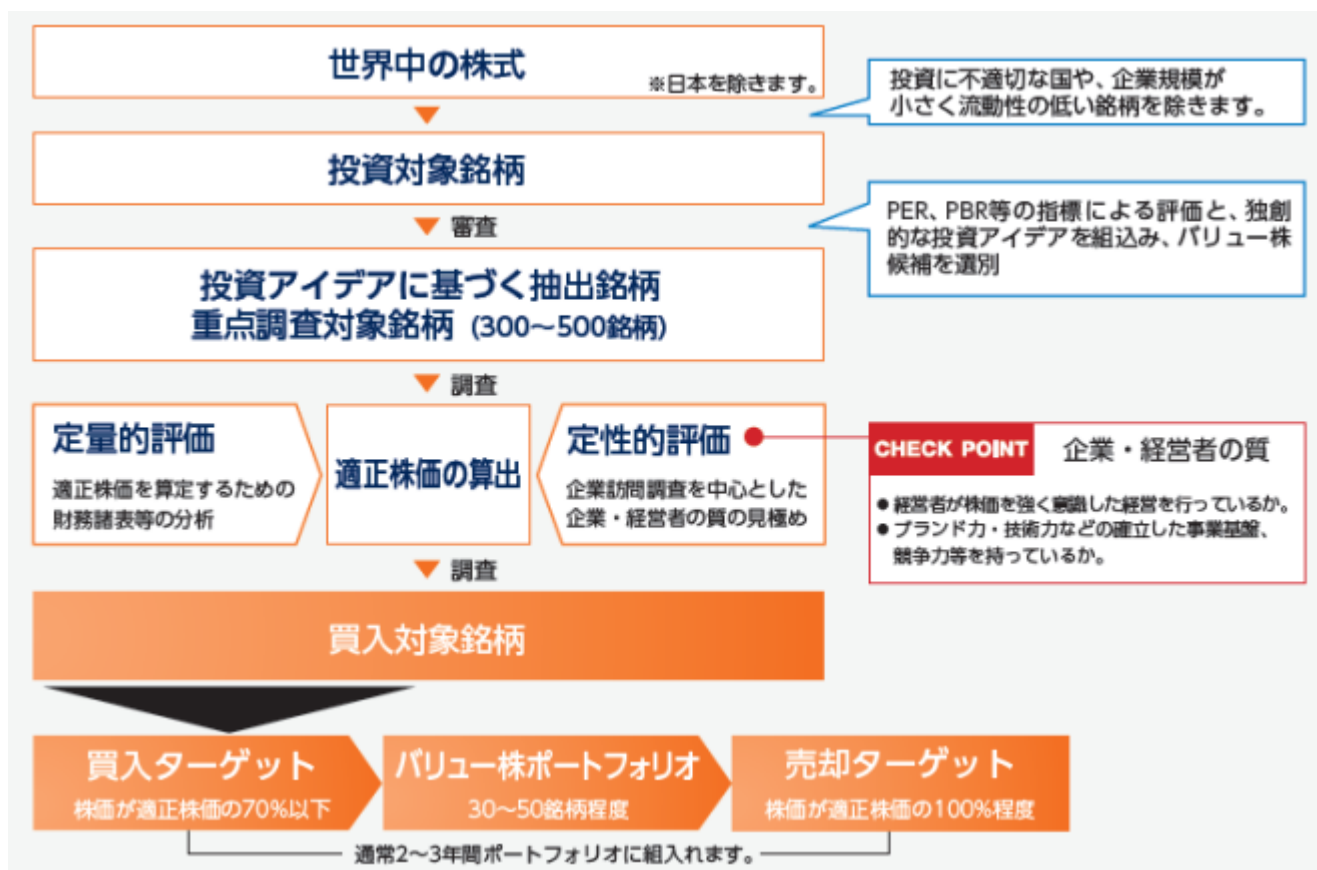 世界中の株式
※日本を除きます。
投資に不適切な国や、企業規模が
小さく流動性の低い銘柄を除きます。
投資対象銘柄
審査
PER、PBR等の指標による評価と、独創
的な投資アイデアを組込み、バリュー株
候補を選別
投資アイデアに基づく抽出銘柄
重点調査対象銘柄 (300～500銘柄)
調査
定量的評価
適正株価を算定するための
財務諸表等の分析
適正株価の算出
定性的評価
企業訪問調査を中心とした
企業・経営者の質の見極め
CHECK POINT 企業・経営者の質
●経営者が株価を強く意識した経営を行っているか。
●ブランド力・技術力などの確立した事業基盤、
競争力等を持っているか。
調査
買入対象銘柄
買入ターゲット
株価が適正株価の70%以下
バリュー株ポートフォリオ
30～50銘柄程度
売却ターゲット
株価が適正株価の100%程度
通常2～3年間ポートフォリオに組入れます。